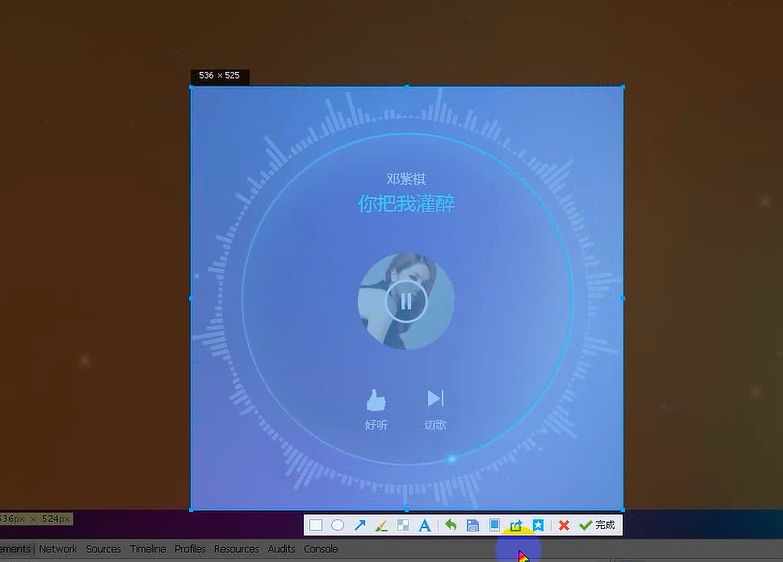 536 × 525
邓紫棋
你把我灌醉
好听
切歌
536px × 524px
A
完成
ements Network Sources Timeline Profiles Resources Audits Console